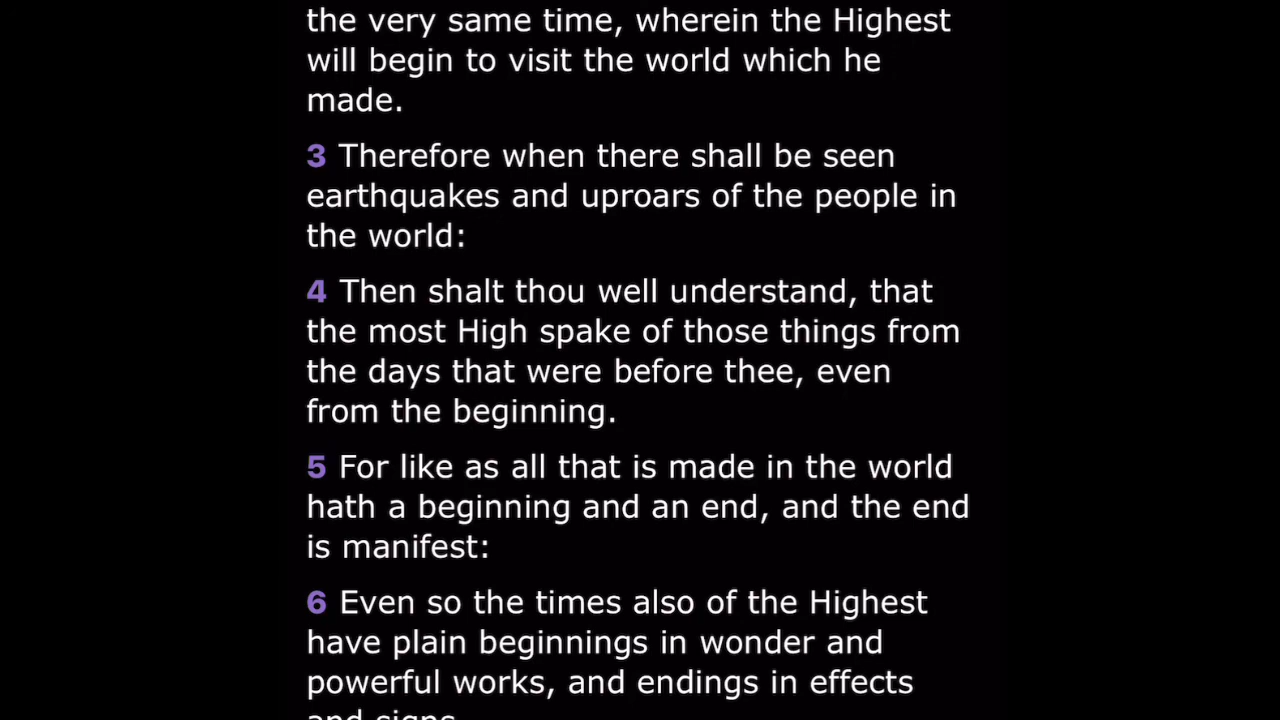 the very same time, wherein the Highest
will begin to visit the world which he
made.
3 Therefore when there shall be seen
earthquakes and uproars of the people in
the world:
4 Then shalt thou well understand, that
the most High spake of those things from
the days that were before thee, even
from the beginning.
5 For like as all that is made in the world
hath a beginning and an end, and the end
is manifest:
6 Even so the times also of the Highest
have plain beginnings in wonder and
powerful works, and endings in effects
and signs.